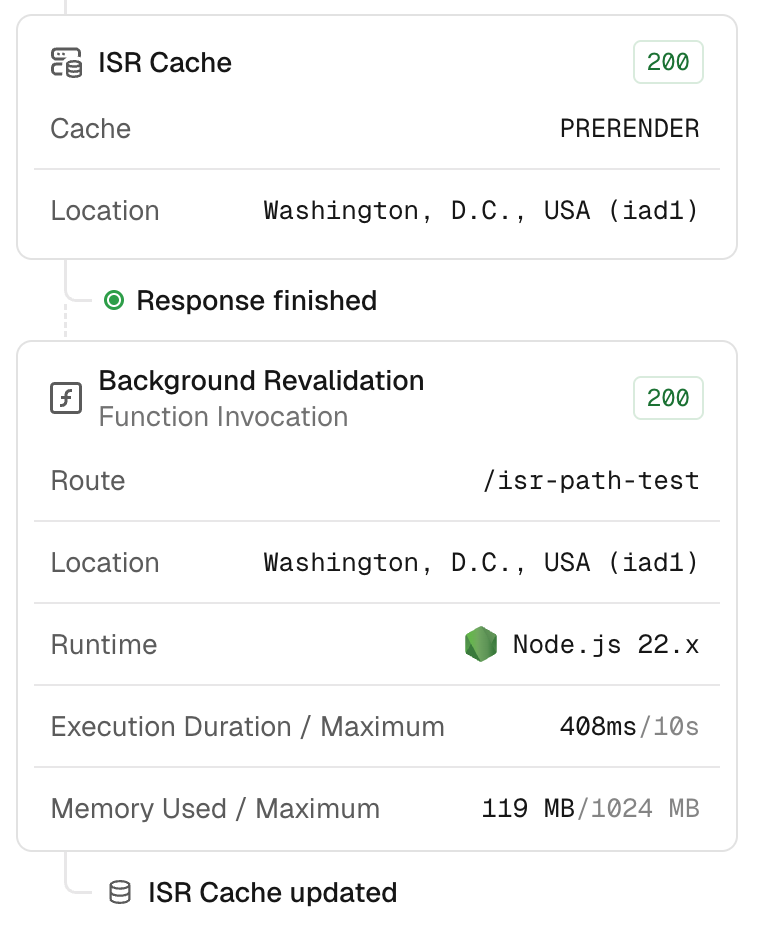 ISR Cache 200
Cache PRERENDER
Location Washington, D.C., USA (iad1)
Response finished
Background Revalidation
Function Invocation 200
Route /isr-path-test
Location Washington, D.C., USA (iad1)
Runtime Node.js 22.x
Execution Duration / Maximum 408ms/10s
Memory Used / Maximum 119 MB/1024 MB
ISR Cache updated